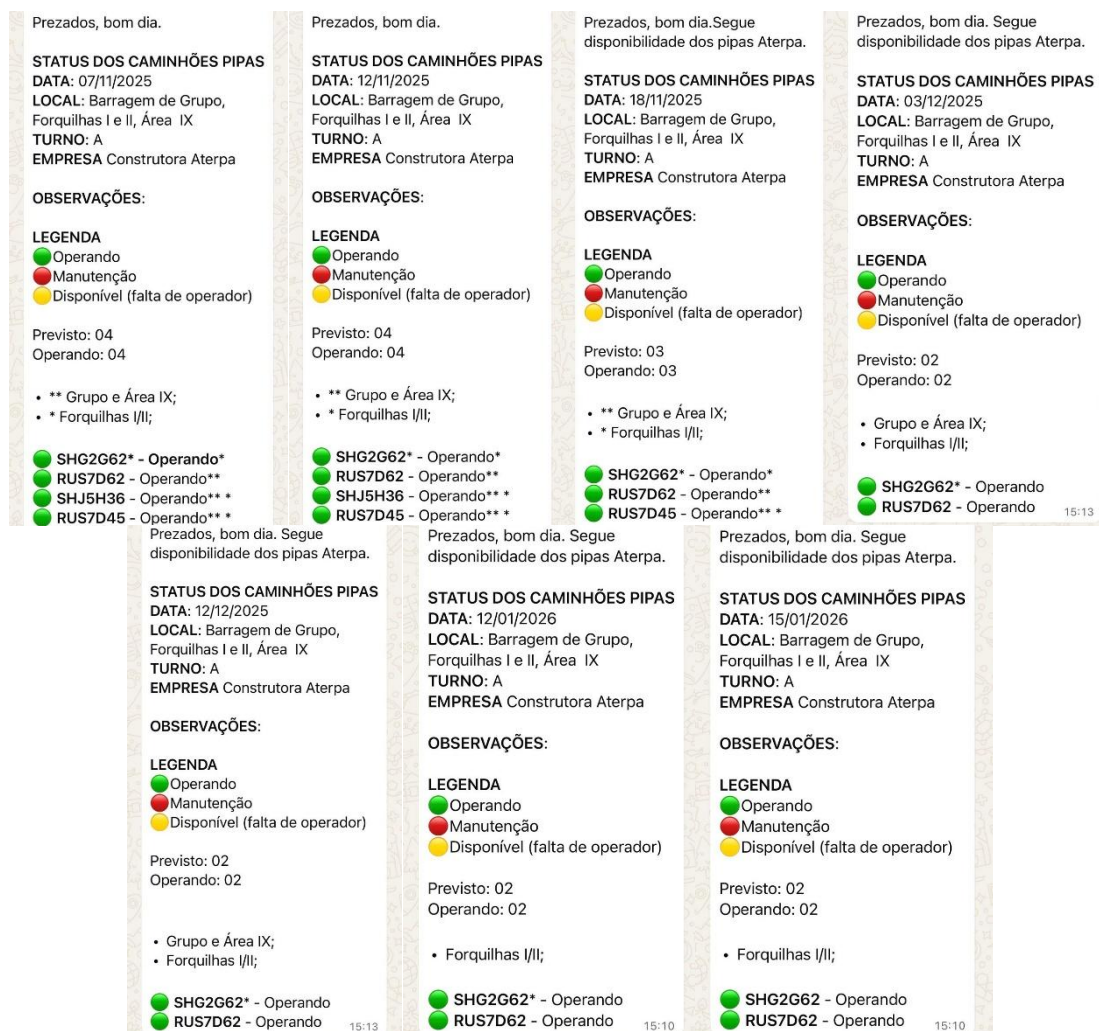 Prezados, bom dia.
STATUS DOS CAMINHÕES PIPAS
DATA: 07/11/2025
LOCAL: Barragem de Grupo,
Forquilhas I e II, Área IX
TURNO: A
EMPRESA Construtora Aterpa
OBSERVAÇÕES:
LEGENDA
Operando
Manutenção
Disponível (falta de operador)
Previsto: 04
Operando: 04
• ** Grupo e Área IX;
• * Forquilhas I/II;
SHG2G62* - Operando*
RUS7D62 - Operando**
SHJ5H36 - Operando** *
RUS7D45 - Operando** *
Prezados, bom dia.
STATUS DOS CAMINHÕES PIPAS
DATA: 12/11/2025
LOCAL: Barragem de Grupo,
Forquilhas I e II, Área IX
TURNO: A
EMPRESA Construtora Aterpa
OBSERVAÇÕES:
LEGENDA
Operando
Manutenção
Disponível (falta de operador)
Previsto: 04
Operando: 04
• ** Grupo e Área IX;
• * Forquilhas I/II;
SHG2G62* - Operando*
RUS7D62 - Operando**
SHJ5H36 - Operando** *
RUS7D45 - Operando** *
Prezados, bom dia.Segue
disponibilidade dos pipas Aterpa.
STATUS DOS CAMINHÕES PIPAS
DATA: 18/11/2025
LOCAL: Barragem de Grupo,
Forquilhas I e II, Área IX
TURNO: A
EMPRESA Construtora Aterpa
OBSERVAÇÕES:
LEGENDA
Operando
Manutenção
Disponível (falta de operador)
Previsto: 03
Operando: 03
• ** Grupo e Área IX;
• * Forquilhas I/II;
SHG2G62* - Operando*
RUS7D62 - Operando**
RUS7D45 - Operando** *
Prezados, bom dia. Segue
disponibilidade dos pipas Aterpa.
STATUS DOS CAMINHÕES PIPAS
DATA: 03/12/2025
LOCAL: Barragem de Grupo,
Forquilhas I e II, Área IX
TURNO: A
EMPRESA Construtora Aterpa
OBSERVAÇÕES:
LEGENDA
Operando
Manutenção
Disponível (falta de operador)
Previsto: 02
Operando: 02
• Grupo e Área IX;
• Forquilhas I/II;
SHG2G62* - Operando
RUS7D62 - Operando 15:13
Prezados, bom dia. Segue
disponibilidade dos pipas Aterpa.
STATUS DOS CAMINHÕES PIPAS
DATA: 12/12/2025
LOCAL: Barragem de Grupo,
Forquilhas I e II, Área IX
TURNO: A
EMPRESA Construtora Aterpa
OBSERVAÇÕES:
LEGENDA
Operando
Manutenção
Disponível (falta de operador)
Previsto: 02
Operando: 02
• Grupo e Área IX;
• Forquilhas I/II;
SHG2G62* - Operando
RUS7D62 - Operando 15:13
Prezados, bom dia. Segue
disponibilidade dos pipas Aterpa.
STATUS DOS CAMINHÕES PIPAS
DATA: 12/01/2026
LOCAL: Barragem de Grupo,
Forquilhas I e II, Área IX
TURNO: A
EMPRESA Construtora Aterpa
OBSERVAÇÕES:
LEGENDA
Operando
Manutenção
Disponível (falta de operador)
Previsto: 02
Operando: 02
• Forquilhas I/II;
SHG2G62* - Operando
RUS7D62 - Operando 15:10
Prezados, bom dia. Segue
disponibilidade dos pipas Aterpa.
STATUS DOS CAMINHÕES PIPAS
DATA: 15/01/2026
LOCAL: Barragem de Grupo,
Forquilhas I e II, Área IX
TURNO: A
EMPRESA Construtora Aterpa
OBSERVAÇÕES:
LEGENDA
Operando
Manutenção
Disponível (falta de operador)
Previsto: 02
Operando: 02
• Forquilhas I/II;
SHG2G62 - Operando
RUS7D62 - Operando 15:10